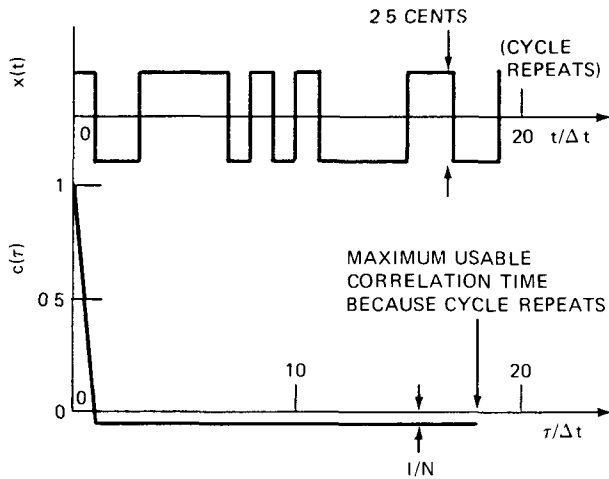 2 5 CENTS
(CYCLE
REPEATS)
x(t)
0
20
t/Δt
1
c(τ)
0 5
0
0
MAXIMUM USABLE
CORRELATION TIME
BECAUSE CYCLE REPEATS
10
20
τ/Δt
I/N